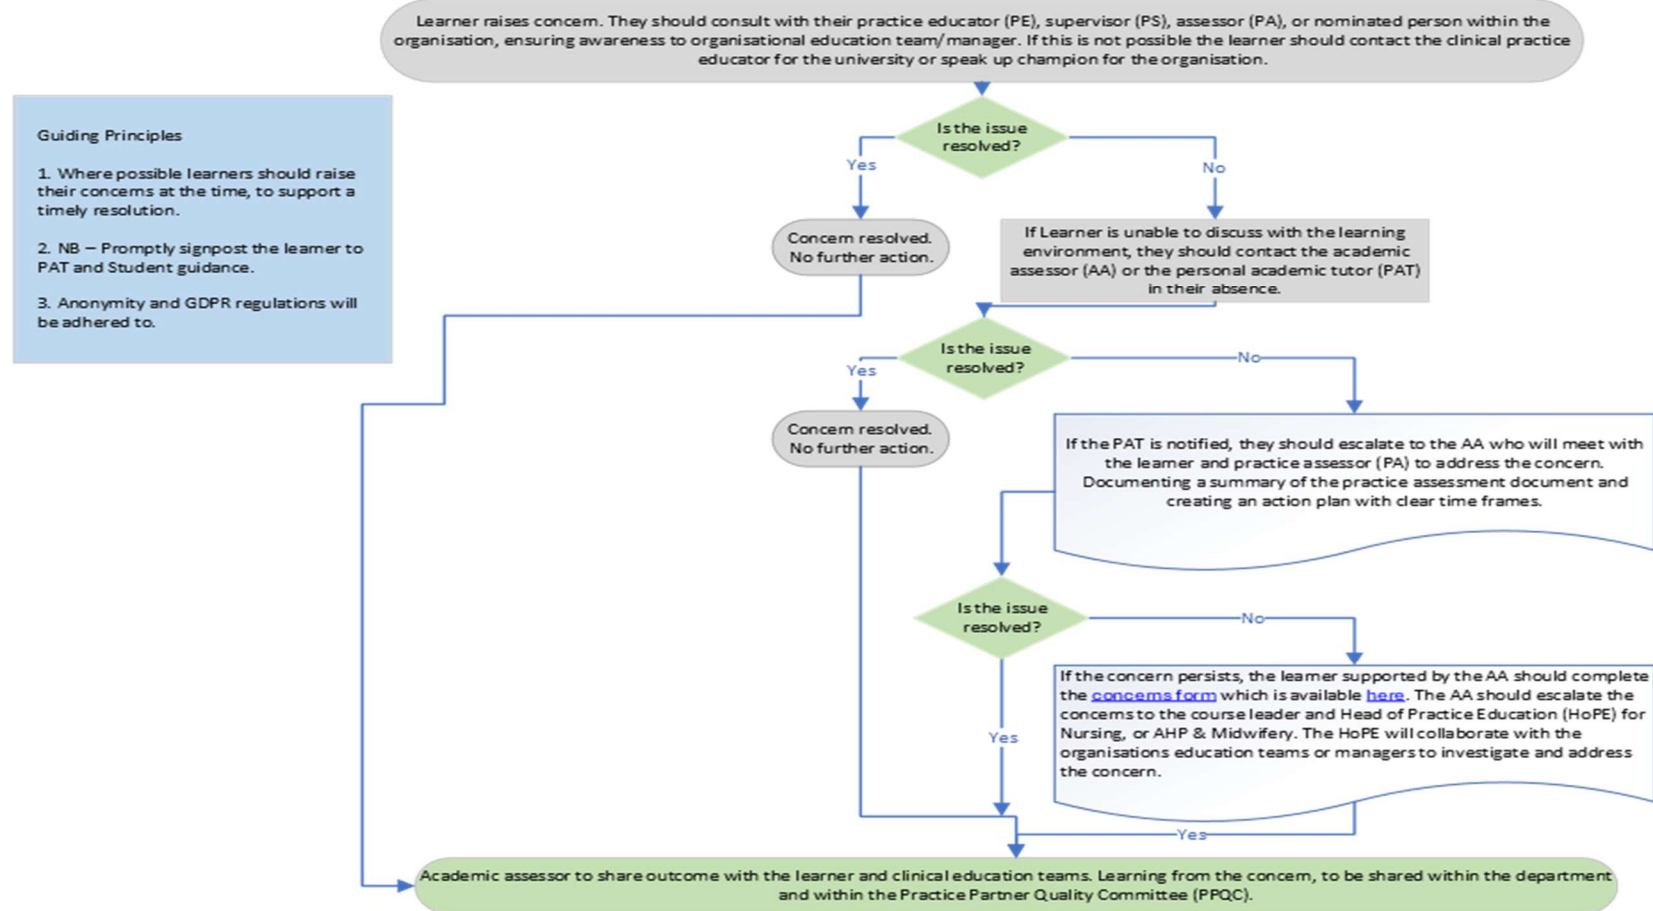 Learner raises concern. They should consult with their practice educator (PE), supervisor (PS), assessor (PA), or nominated person within the
organisation, ensuring awareness to organisational education team/manager. If this is not possible the learner should contact the clinical practice
educator for the university or speak up champion for the organisation.
Guiding Principles
1. Where possible learners should raise
their concerns at the time, to support a
timely resolution.
2. NB – Promptly signpost the learner to
PAT and Student guidance.
3. Anonymity and GDPR regulations will
be adhered to.
Is the issue
resolved?
Yes
No
Concern resolved.
No further action.
If Learner is unable to discuss with the learning
environment, they should contact the academic
assessor (AA) or the personal academic tutor (PAT)
in their absence.
Is the issue
resolved?
Yes
No
Concern resolved.
No further action.
If the PAT is notified, they should escalate to the AA who will meet with
the learner and practice assessor (PA) to address the concern.
Documenting a summary of the practice assessment document and
creating an action plan with clear time frames.
Is the issue
resolved?
No
Yes
If the concern persists, the learner supported by the AA should complete
the concerns form which is available here. The AA should escalate the
concerns to the course leader and Head of Practice Education (HoPE) for
Nursing, or AHP & Midwifery. The HoPE will collaborate with the
organisations education teams or managers to investigate and address
the concern.
Yes
Academic assessor to share outcome with the learner and clinical education teams. Learning from the concern, to be shared within the department
and within the Practice Partner Quality Committee (PPQC).